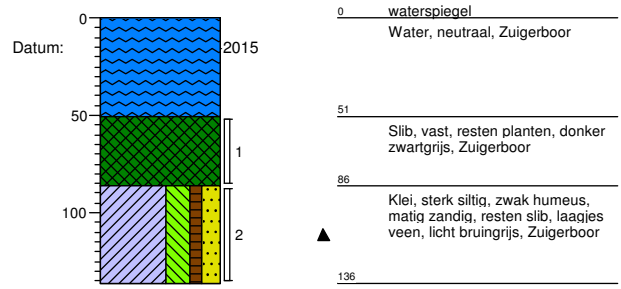 0
Datum: 2015
50
100
1
2
0 waterspiegel
Water, neutraal, Zuigerboor
51
Slib, vast, resten planten, donker
zwartgrijs, Zuigerboor
86
Klei, sterk siltig, zwak humeus,
matig zandig, resten slib, laagjes
veen, licht bruingrijs, Zuigerboor
136